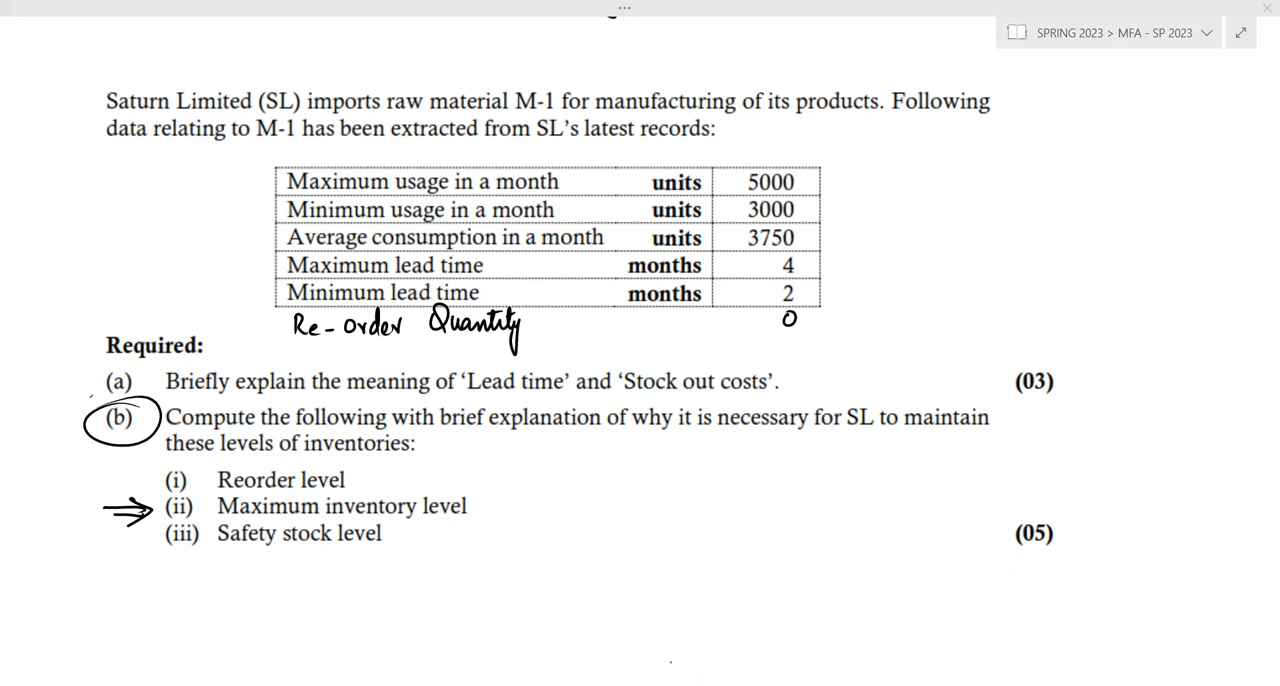 SPRING 2023 > MFA - SP 2023
Saturn Limited (SL) imports raw material M-1 for manufacturing of its products. Following
data relating to M-1 has been extracted from SL's latest records:
Maximum usage in a month units 5000
Minimum usage in a month units 3000
Average consumption in a month units 3750
Maximum lead time months 4
Minimum lead time months 2
Re-order Quantity 0
Required:
(a) Briefly explain the meaning of 'Lead time' and 'Stock out costs'. (03)
(b) Compute the following with brief explanation of why it is necessary for SL to maintain
these levels of inventories:
(i) Reorder level
(ii) Maximum inventory level
(iii) Safety stock level (05)